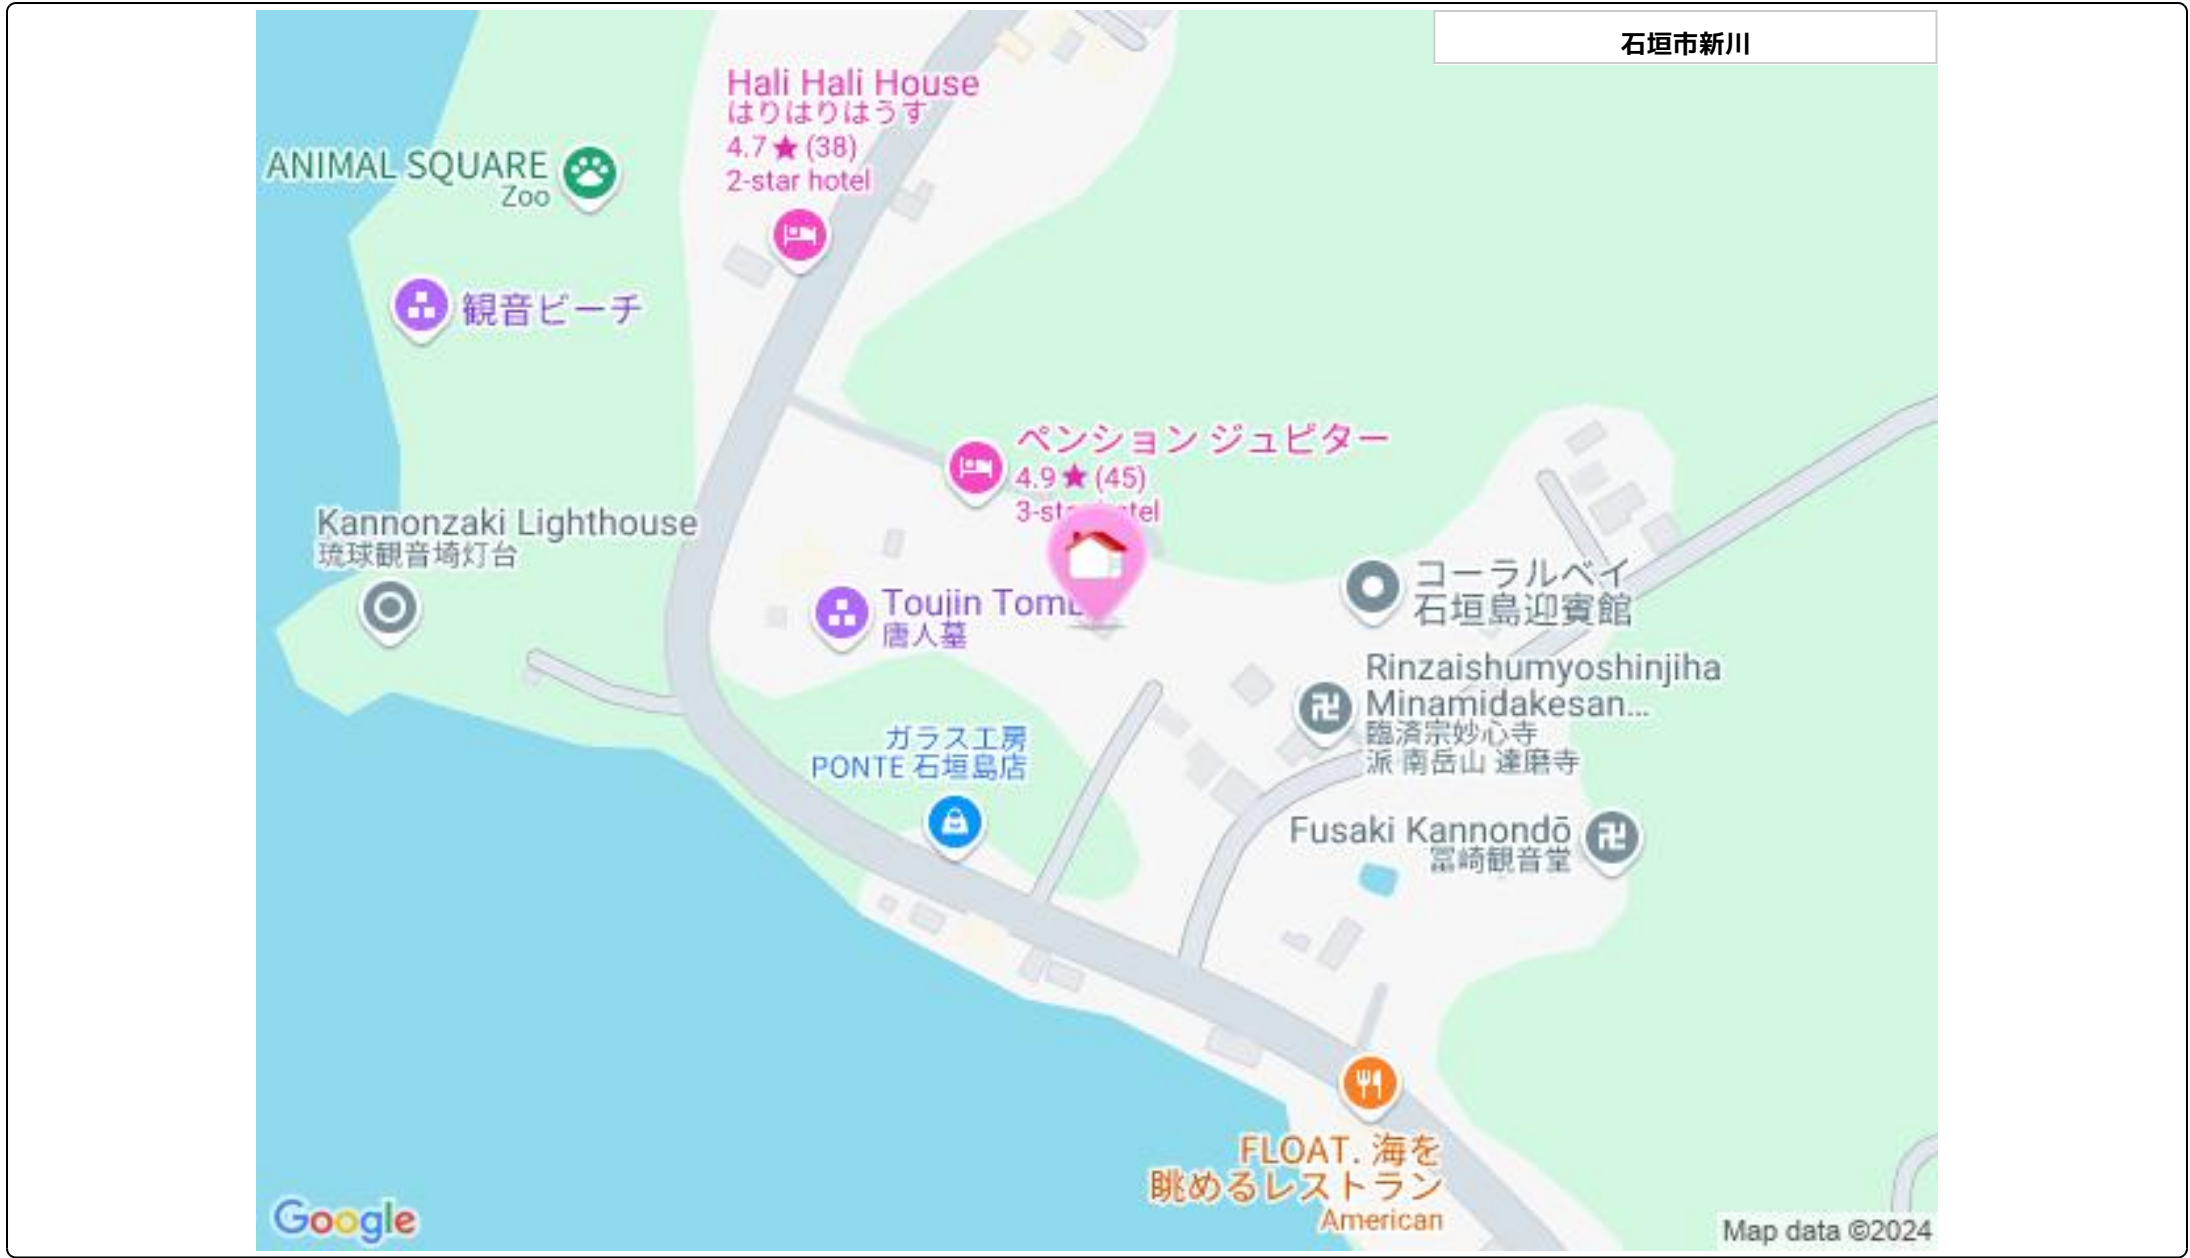 石垣市新川
Hali Hali House
はりはりはうす
4.7★(38)
2-star hotel
ANIMAL SQUARE
Zoo
観音ビーチ
ペンション ジュピター
4.9★(45)
3-st
tel
Kannonzaki Lighthouse
琉球観音埼灯台
コーラルベイ
石垣島迎賓館
Toujin Tomb
唐人墓
Rinzaishumyoshinjiha
Minamidakesan...
臨済宗妙心寺
派 南岳山 達磨寺
ガラス工房
PONTE 石垣島店
Fusaki Kannondō
冨崎観音堂
FLOAT. 海を
眺めるレストラン
American
Google
Map data ©2024